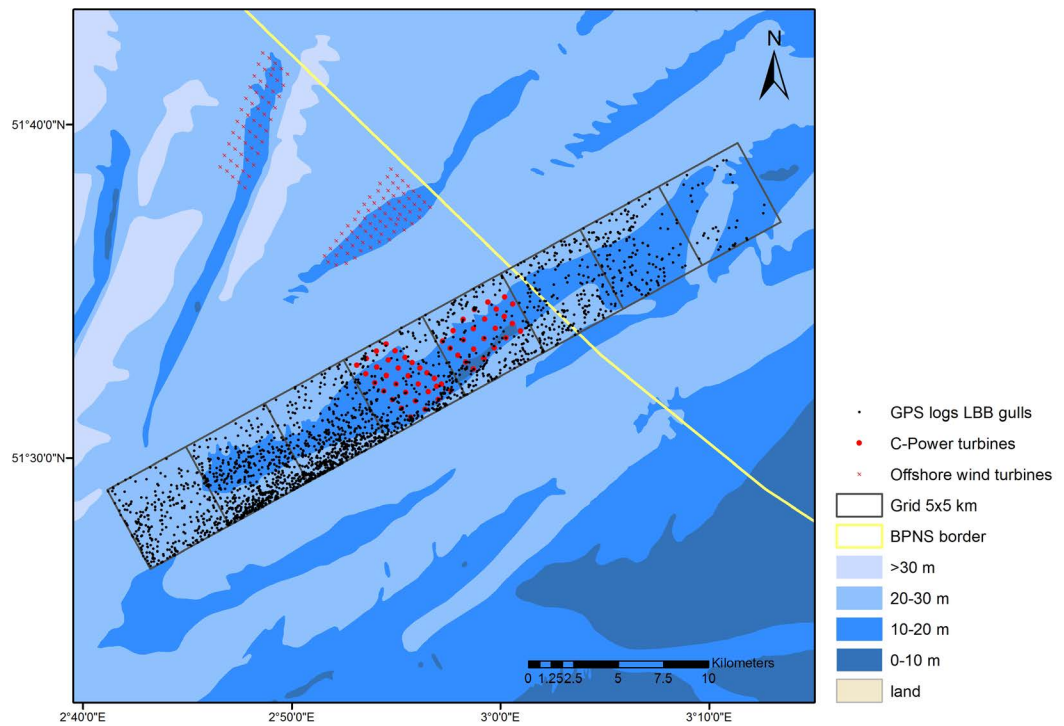 N
51°40'0"N
51°30'0"N
GPS logs LBB gulls
C-Power turbines
Offshore wind turbines
Grid 5x5 km
BPNS border
>30 m
20-30 m
10-20 m
0-10 m
land
Kilometers
0 1.25 2.5 5 7.5 10
2°40'0"E 2°50'0"E 3°0'0"E 3°10'0"E